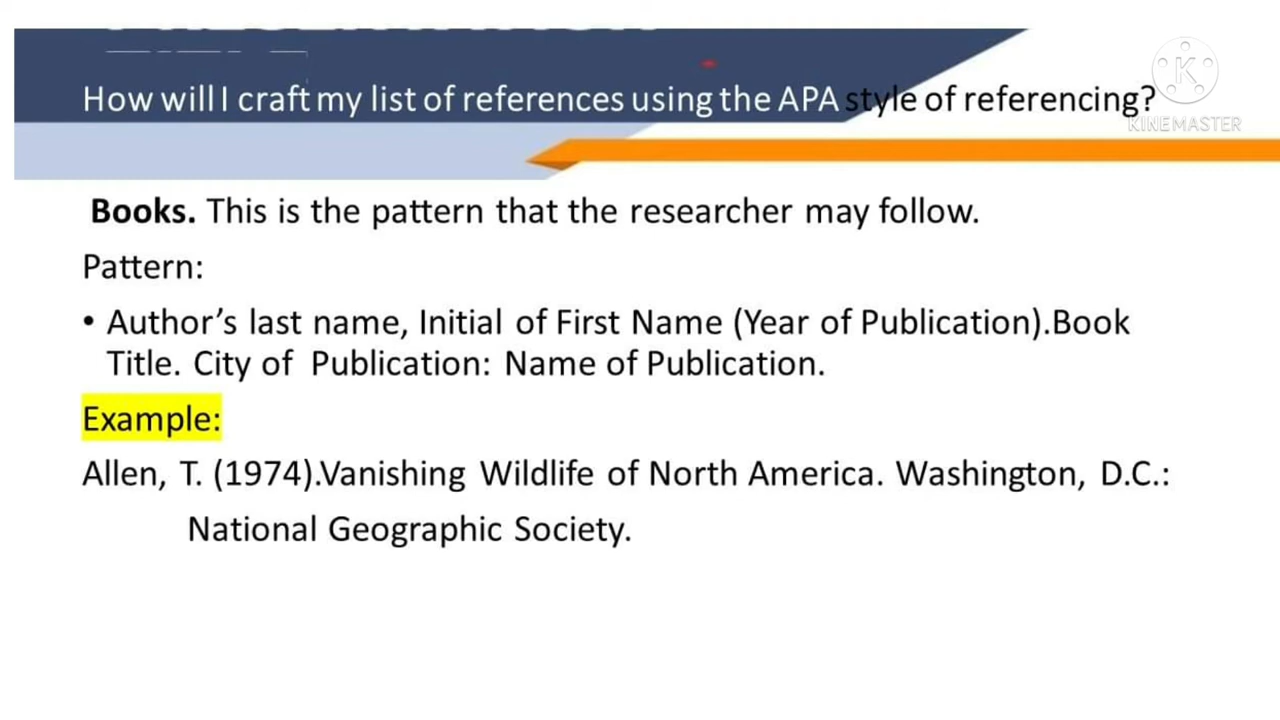 How will I craft my list of references using the APA style of referencing?
KINEMASTER
Books. This is the pattern that the researcher may follow.
Pattern:
• Author's last name, Initial of First Name (Year of Publication).Book
Title. City of Publication: Name of Publication.
Example:
Allen, T. (1974).Vanishing Wildlife of North America. Washington, D.C.:
National Geographic Society.